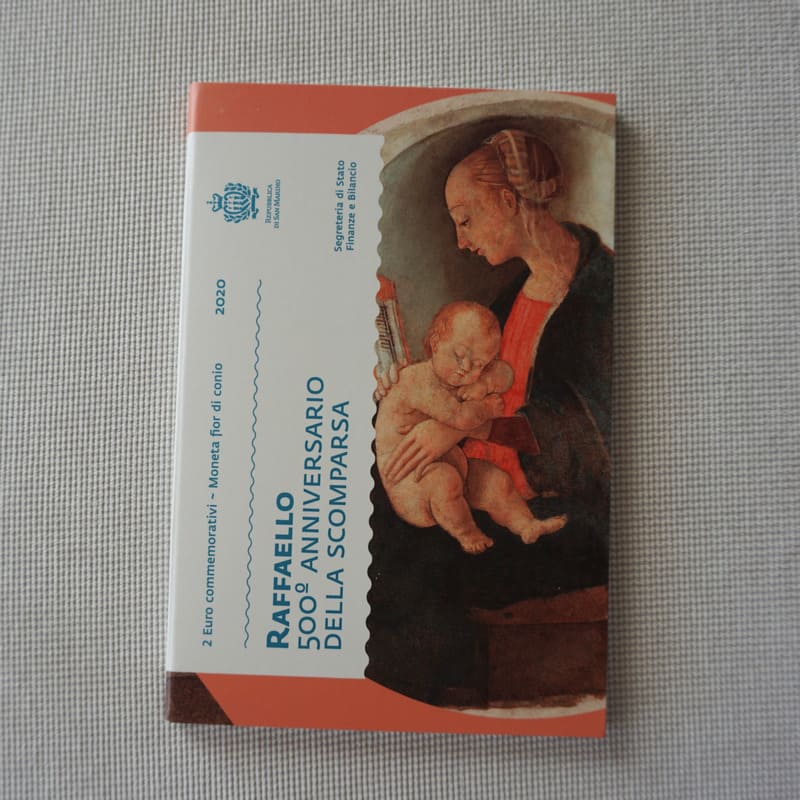 REPUBBLICA
DI SAN MARINO
Segreteria di Stato
Finanze e Bilancio
2 Euro commemorativi ~ Moneta fior di conio
2020
RAFFAELLO
500º ANNIVERSARIO
DELLA SCOMPARSA